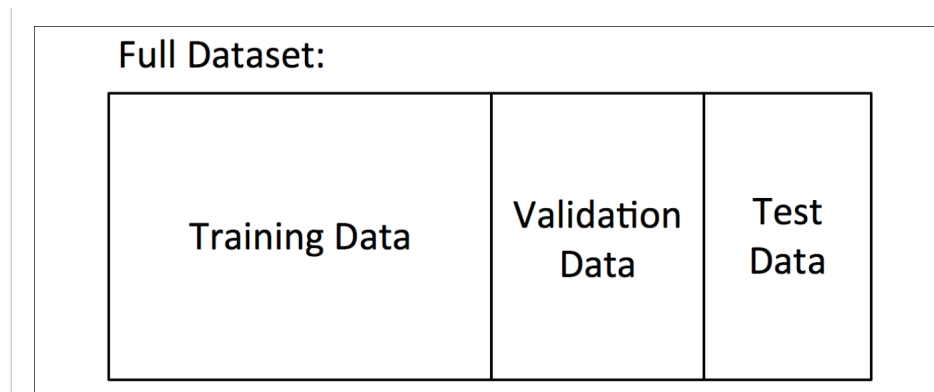 Full Dataset:
Training Data
Validation
Data
Test
Data